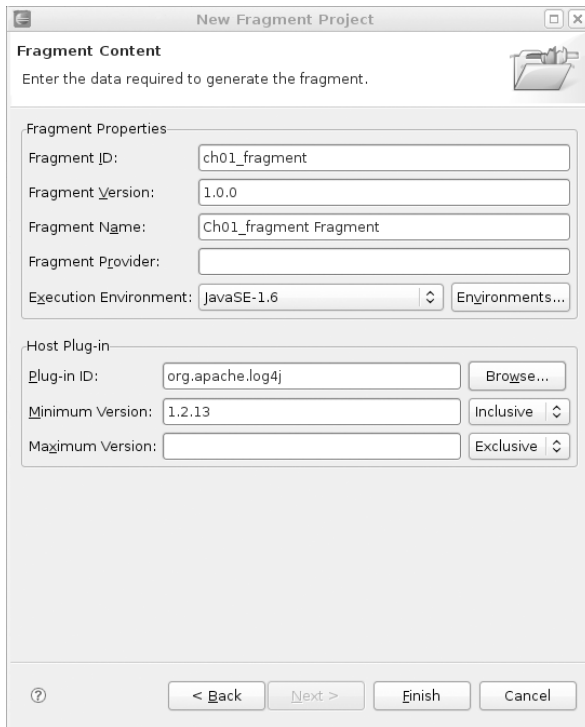 New Fragment Project
Fragment Content
Enter the data required to generate the fragment.
Fragment Properties
Fragment ID: ch01_fragment
Fragment Version: 1.0.0
Fragment Name: Ch01_fragment Fragment
Fragment Provider:
Execution Environment: JavaSE-1.6 Environments...
Host Plug-in
Plug-in ID: org.apache.log4j Browse...
Minimum Version: 1.2.13 Inclusive
Maximum Version: Exclusive
? < Back Next > Finish Cancel